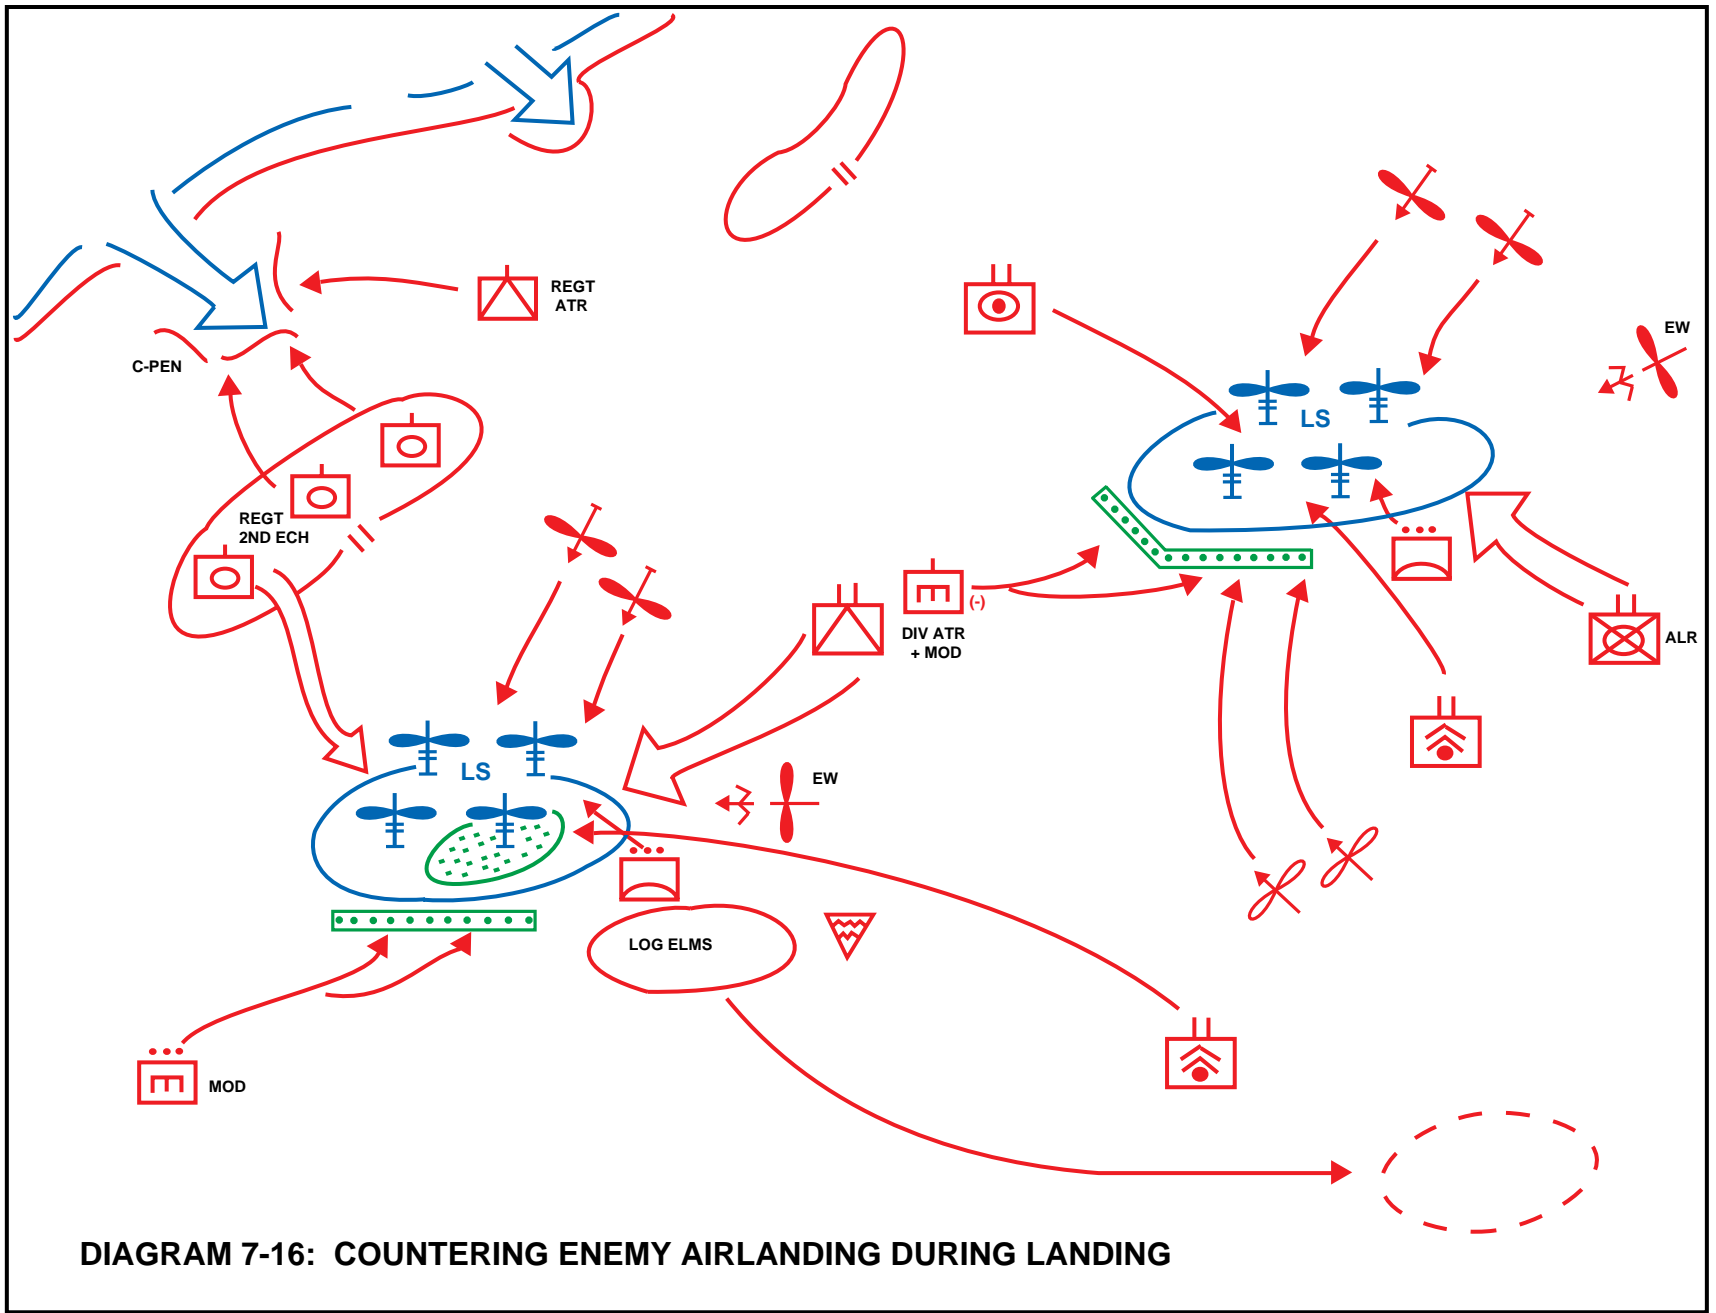 REGT
ATR
C-PEN
EW
LS
REGT
2ND ECH
(-)
DIV ATR
+ MOD
ALR
LS
EW
LOG ELMS
MOD
DIAGRAM 7-16: COUNTERING ENEMY AIRLANDING DURING LANDING